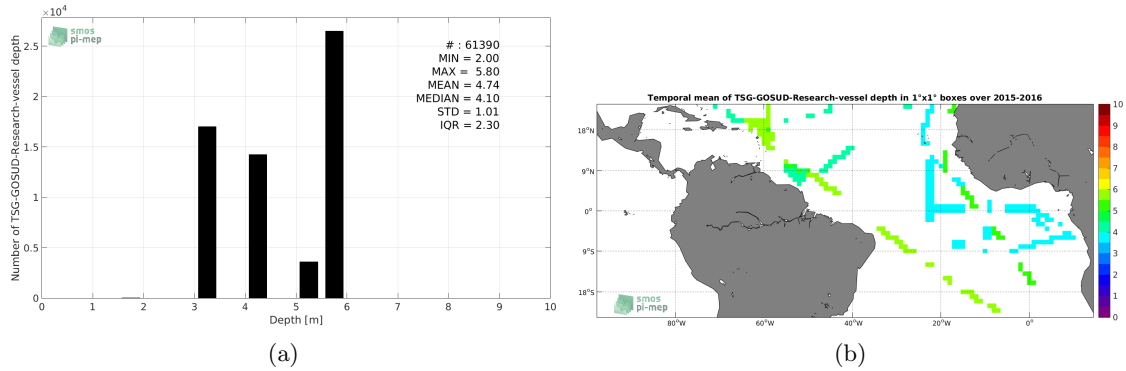 ×10⁴
smos
pi-mep
# : 61390
MIN = 2.00
MAX = 5.80
MEAN = 4.74
MEDIAN = 4.10
STD = 1.01
IQR = 2.30
Number of TSG-GOSUD-Research-vessel depth
2.5
2
1.5
1
0.5
0
0 1 2 3 4 5 6 7 8 9 10
Depth [m]
(a)
Temporal mean of TSG-GOSUD-Research-vessel depth in 1°x1° boxes over 2015-2016
18°N
9°N
0°
9°S
18°S
80°W 60°W 40°W 20°W 0°
smos
pi-mep
10
9
8
7
6
5
4
3
2
1
0
(b)